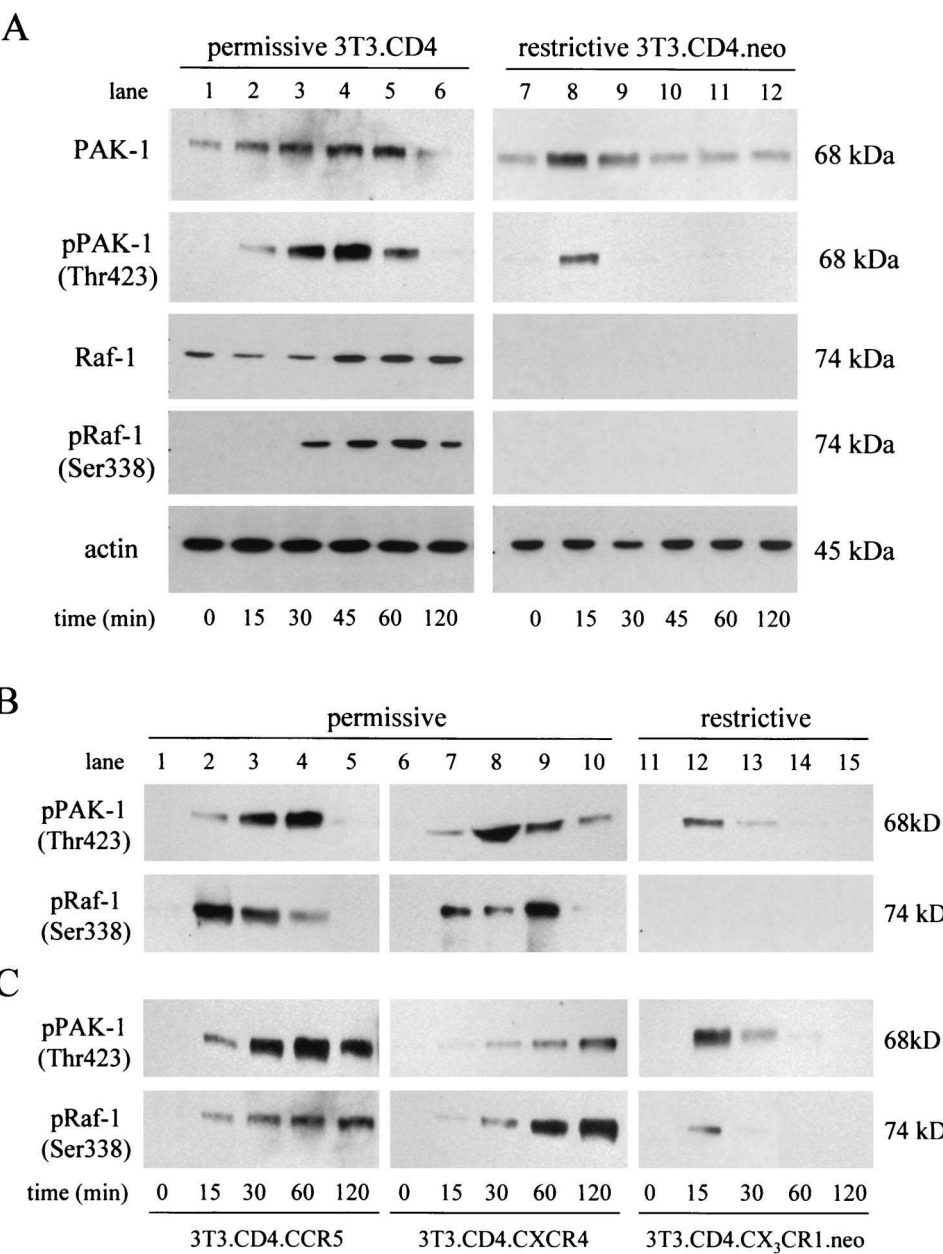 A
permissive 3T3.CD4 restrictive 3T3.CD4.neo
lane 1 2 3 4 5 6 7 8 9 10 11 12
PAK-1 68 kDa
pPAK-1
(Thr423) 68 kDa
Raf-1 74 kDa
pRaf-1
(Ser338) 74 kDa
actin 45 kDa
time (min) 0 15 30 45 60 120 0 15 30 45 60 120
B
permissive restrictive
lane 1 2 3 4 5 6 7 8 9 10 11 12 13 14 15
pPAK-1
(Thr423) 68kD
pRaf-1
(Ser338) 74 kD
C
pPAK-1
(Thr423) 68kD
pRaf-1
(Ser338) 74 kD
time (min) 0 15 30 60 120 0 15 30 60 120 0 15 30 60 120
3T3.CD4.CCR5 3T3.CD4.CXCR4 3T3.CD4.CX₃CR1.neo